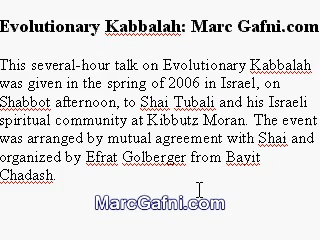 Evolutionary Kabbalah: Marc Gafni.com
This several-hour talk on Evolutionary Kabbalah
was given in the spring of 2006 in Israel, on
Shabbot afternoon, to Shai Tubali and his Israeli
spiritual community at Kibbutz Moran. The event
was arranged by mutual agreement with Shai and
organized by Efrat Golberger from Bayit
Chadash.
MarcGafni.com